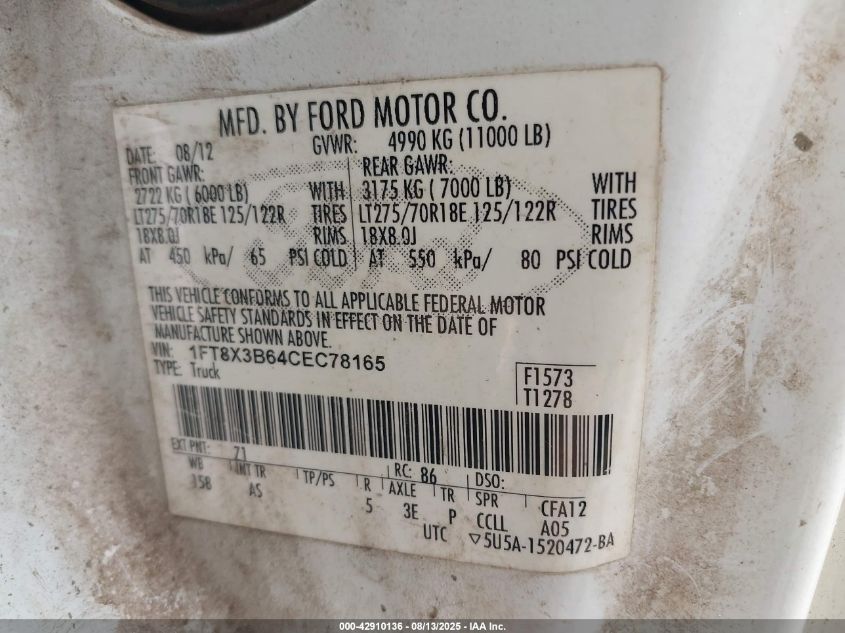 MFD. BY FORD MOTOR CO.
DATE: 08/12 GVWR: 4990 KG (11000 LB)
FRONT GAWR: REAR GAWR:
2722 KG ( 6000 LB) WITH 3175 KG ( 7000 LB) WITH
LT275/70R18E 125/122R TIRES LT275/70R18E 125/122R TIRES
18X8.0J RIMS 18X8.0J RIMS
AT 450 kPa/ 65 PSI COLD AT 550 kPa/ 80 PSI COLD
THIS VEHICLE CONFORMS TO ALL APPLICABLE FEDERAL MOTOR
VEHICLE SAFETY STANDARDS IN EFFECT ON THE DATE OF
MANUFACTURE SHOWN ABOVE.
VIN: 1FT8X3B64CEC78165
TYPE: Truck
F1573
T1278
EXT PNT: Z1 RC: 86 DSO:
WB INT TR TP/PS R AXLE TR SPR
158 AS 5 3E P CCLL CFA12
A05
UTC ▽5U5A-1520472-BA
000-42910136 - 08/13/2025 - IAA Inc.